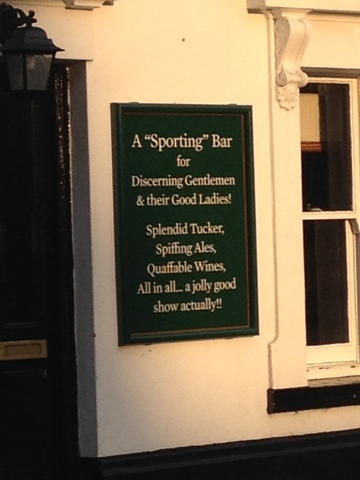 A "Sporting" Bar
for
Discerning Gentlemen
& their Good Ladies!
Splendid Tucker,
Spiffing Ales,
Quaffable Wines,
All in all... a jolly good
show actually!!